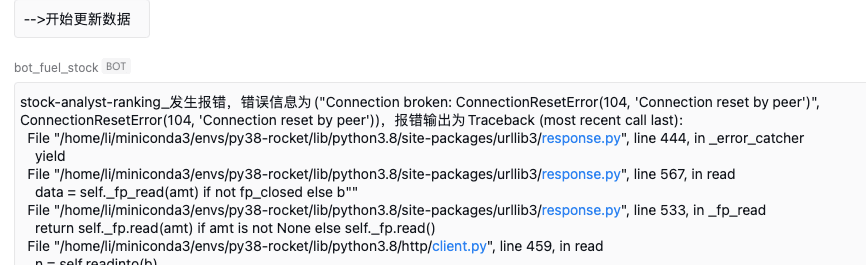 -->开始更新数据
bot_fuel_stock BOT
stock-analyst-ranking_发生报错，错误信息为 ("Connection broken: ConnectionResetError(104, 'Connection reset by peer')",
ConnectionResetError(104, 'Connection reset by peer'))，报错输出为 Traceback (most recent call last):
File "/home/li/miniconda3/envs/py38-rocket/lib/python3.8/site-packages/urllib3/response.py", line 444, in _error_catcher
yield
File "/home/li/miniconda3/envs/py38-rocket/lib/python3.8/site-packages/urllib3/response.py", line 567, in read
data = self._fp_read(amt) if not fp_closed else b""
File "/home/li/miniconda3/envs/py38-rocket/lib/python3.8/site-packages/urllib3/response.py", line 533, in _fp_read
return self._fp.read(amt) if amt is not None else self._fp.read()
File "/home/li/miniconda3/envs/py38-rocket/lib/python3.8/http/client.py", line 459, in read
n = self.readinto(b)